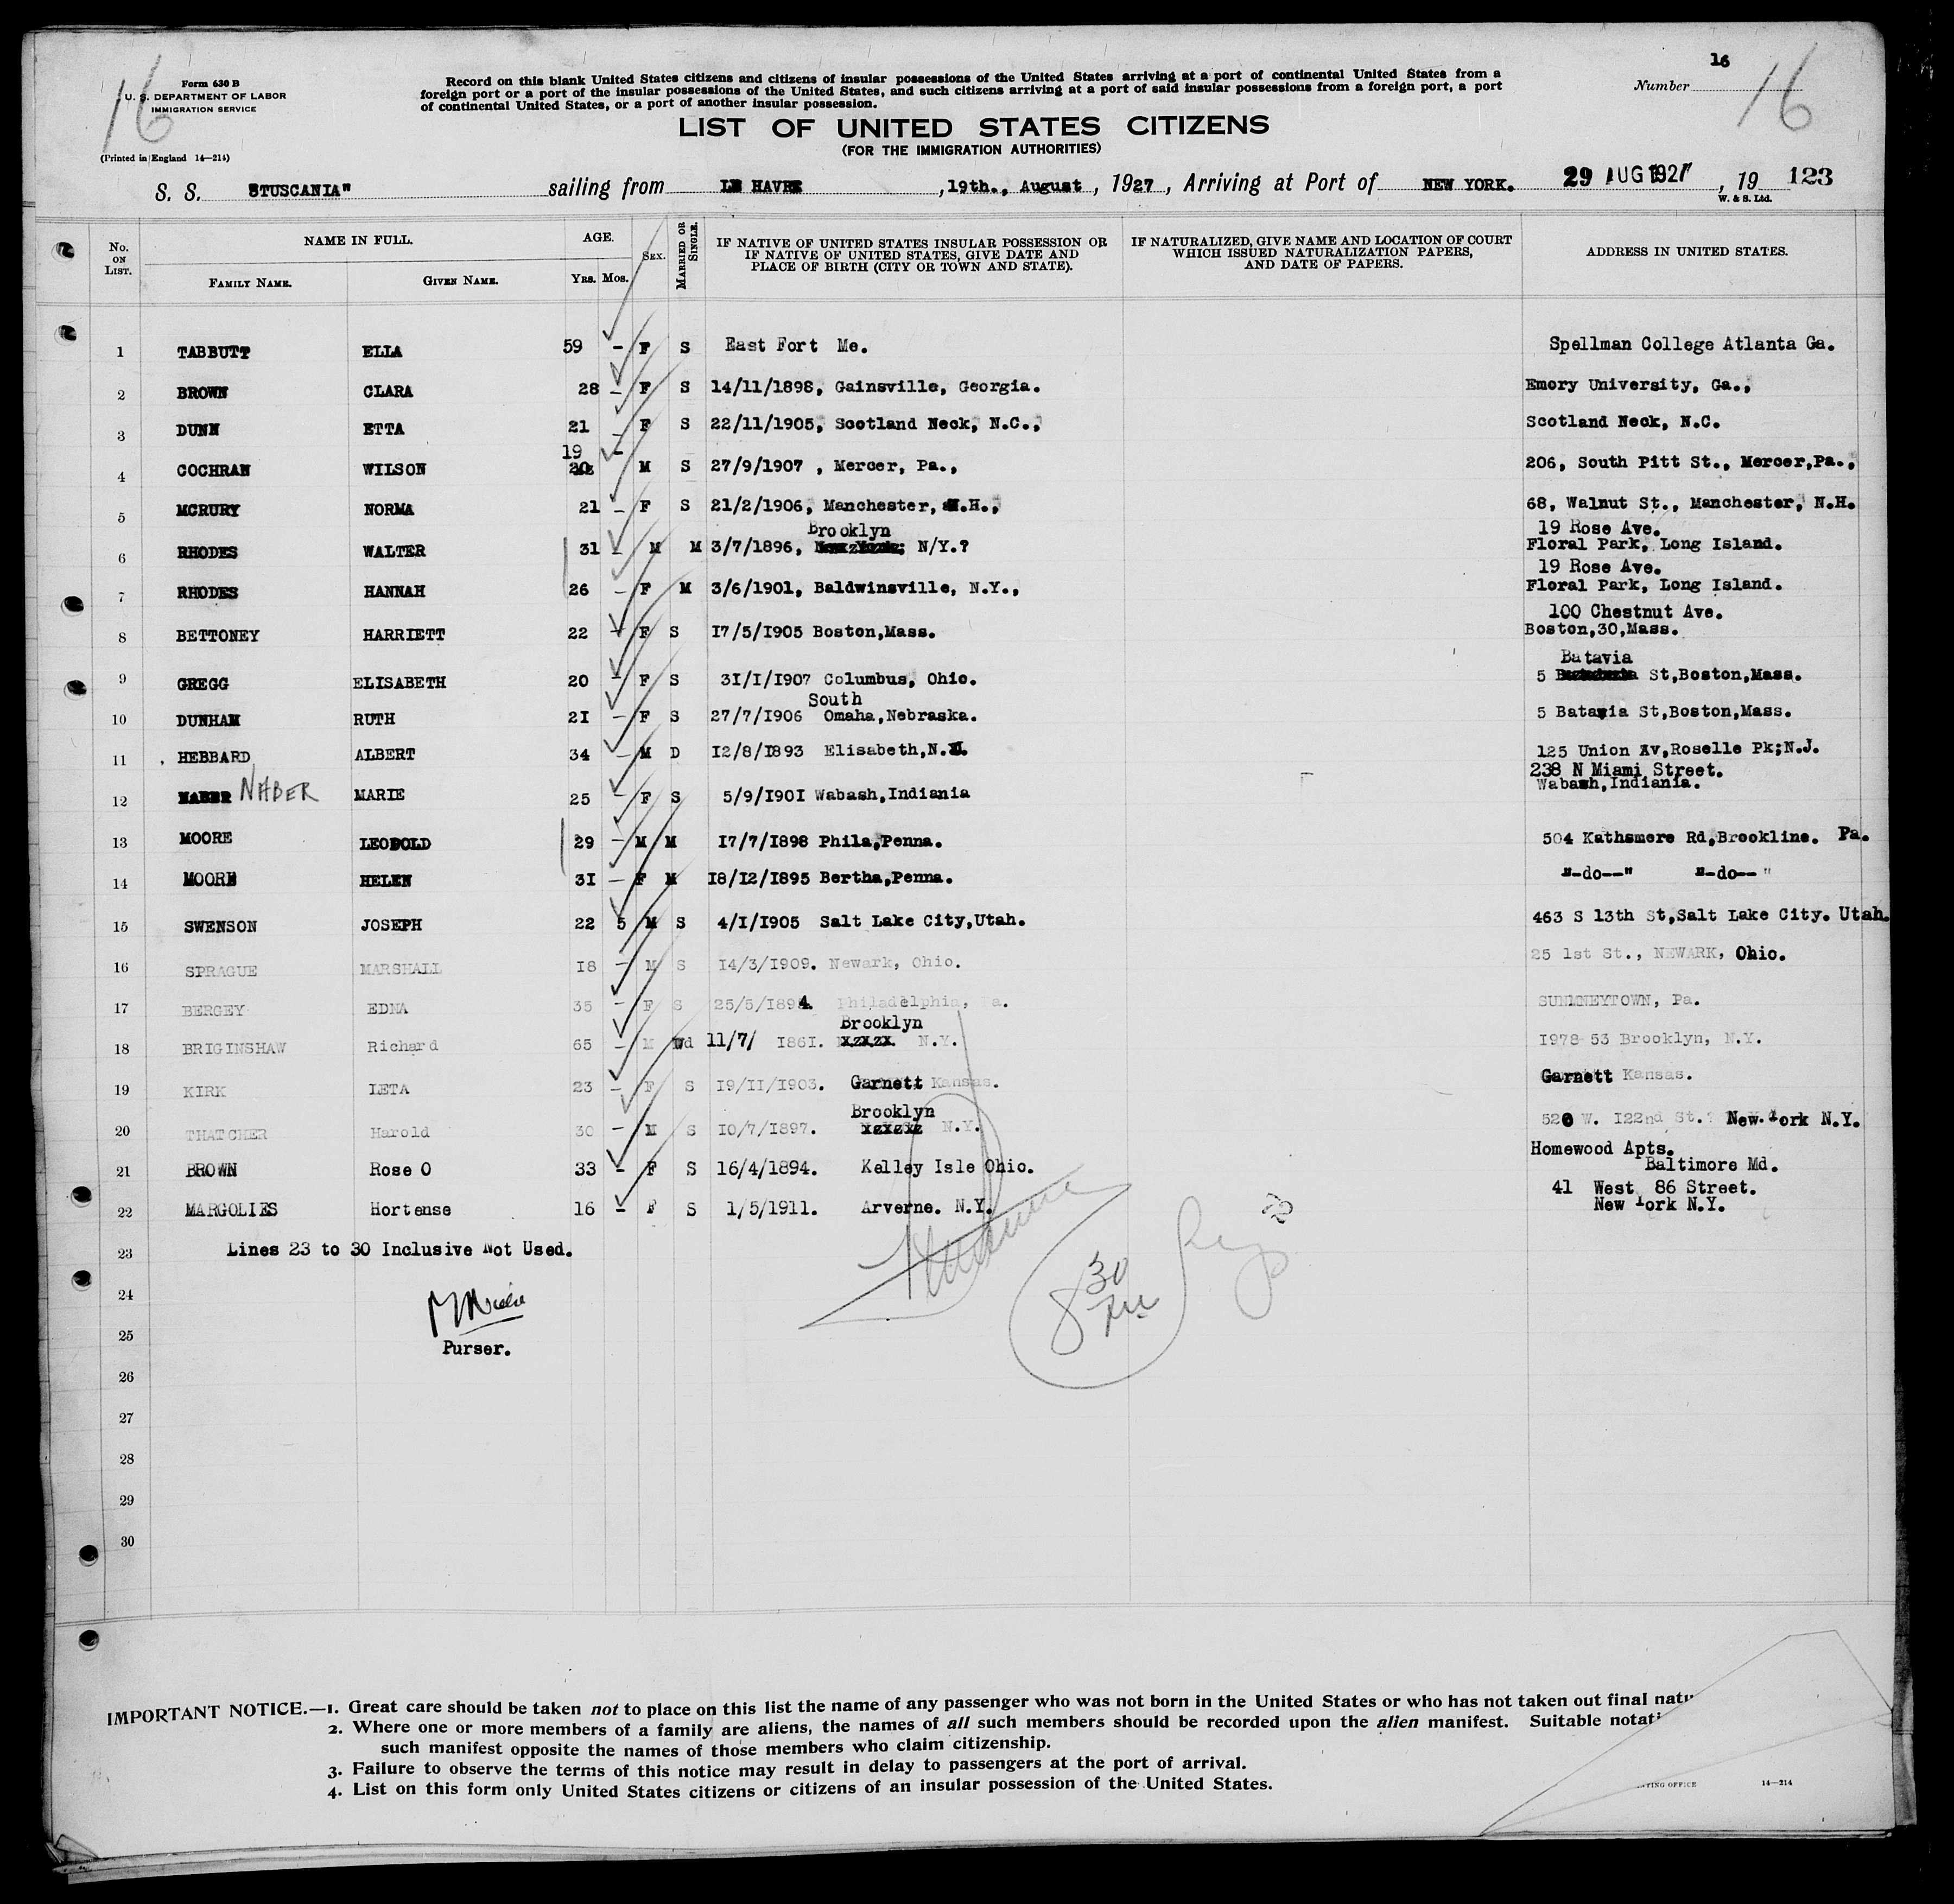 16
Form 630 B
U. S. DEPARTMENT OF LABOR
IMMIGRATION SERVICE
(Printed in England 14—214)
Record on this blank United States citizens and citizens of insular possessions of the United States arriving at a port of continental United States from a
foreign port or a port of the insular possessions of the United States, and such citizens arriving at a port of said insular possessions from a foreign port, a port
of continental United States, or a port of another insular possession.
16
Number 16
LIST OF UNITED STATES CITIZENS
(FOR THE IMMIGRATION AUTHORITIES)
S. S. "TUSCANIA" sailing from LE HAVRE , 19th., August , 1927 , Arriving at Port of NEW YORK. 29 AUG 1927 , 19 123
W. & S. Ltd.
No. ON LIST.
NAME IN FULL.
FAMILY NAME. GIVEN NAME.
AGE.
YRS. MOS.
SEX.
MARRIED OR SINGLE.
IF NATIVE OF UNITED STATES INSULAR POSSESSION OR
IF NATIVE OF UNITED STATES, GIVE DATE AND
PLACE OF BIRTH (CITY OR TOWN AND STATE).
IF NATURALIZED, GIVE NAME AND LOCATION OF COURT
WHICH ISSUED NATURALIZATION PAPERS,
AND DATE OF PAPERS.
ADDRESS IN UNITED STATES.
1 TABBUTT ELLA 59 – F S East Fort Me. Spellman College Atlanta Ga.
2 BROWN CLARA 28 – F S 14/11/1898, Gainsville, Georgia. Emory University, Ga.,
3 DUNN ETTA 21 – F S 22/11/1905, Scotland Neck, N.C., Scotland Neck, N.C.
19 –
4 COCHRAN WILSON 20 M S 27/9/1907 , Mercer, Pa., 206, South Pitt St., Mercer,Pa.,
5 MCRURY NORMA 21 – F S 21/2/1906, Manchester, N.H., 68, Walnut St., Manchester, N.H.
Brooklyn 19 Rose Ave.
6 RHODES WALTER 31 – M M 3/7/1896, N/Y.? Floral Park, Long Island.
19 Rose Ave.
7 RHODES HANNAH 26 – F M 3/6/1901, Baldwinsville, N.Y., Floral Park, Long Island.
100 Chestnut Ave.
8 BETTONEY HARRIETT 22 – F S 17/5/1905 Boston,Mass. Boston,30,Mass.
Batavia
9 GREGG ELISABETH 20 – F S 31/1/1907 Columbus, Ohio. 5 St,Boston,Mass.
South
10 DUNHAM RUTH 21 – F S 27/7/1906 Omaha,Nebraska. 5 Batavia St,Boston,Mass.
11 HEBBARD ALBERT 34 – M D 12/8/1893 Elisabeth,N.J. 125 Union Av,Roselle Pk;N.J.
238 N Miami Street.
12 NABER NABER MARIE 25 – F S 5/9/1901 Wabash,Indiania Wabash,Indiania.
13 MOORE LEOPOLD 29 – M M 17/7/1898 Phila,Penna. 504 Kathsmere Rd,Brookline. Pa.
14 MOORE HELEN 31 – F M 18/12/1895 Bertha,Penna. "-do--" "-do--"
15 SWENSON JOSEPH 22 5 M S 4/1/1905 Salt Lake City,Utah. 463 S 13th St,Salt Lake City. Utah.
16 SPRAGUE MARSHALL 18 – M S 14/3/1909. Newark, Ohio. 25 1st St., NEWARK, Ohio.
17 BERGEY EDNA 35 – F S 25/5/1894 Philadelphia, Pa. SUMNEYTOWN, Pa.
Brooklyn
18 BRIGINSHAW Richard 65 – M Wd 11/7/ 1861. N.Y. 1978 53 Brooklyn, N.Y.
19 KIRK LETA 23 – F S 19/11/1903. Garnett Kansas. Garnett Kansas.
Brooklyn
20 THATCHER Harold 30 – M S 10/7/1897. N.Y. 520 W. 122nd St. New York N.Y.
Homewood Apts.
21 BROWN Rose O 33 – F S 16/4/1894. Kelley Isle Ohio. Baltimore Md.
41 West 86 Street.
22 MARGOLIES Hortense 16 – F S 1/5/1911. Arverne. N.Y. New York N.Y.
23 Lines 23 to 30 Inclusive Not Used.
24
25
Purser.
8 30
26
27
28
29
30
IMPORTANT NOTICE.—1. Great care should be taken not to place on this list the name of any passenger who was not born in the United States or who has not taken out final
2. Where one or more members of a family are aliens, the names of all such members should be recorded upon the alien manifest. Suitable
such manifest opposite the names of those members who claim citizenship.
3. Failure to observe the terms of this notice may result in delay to passengers at the port of arrival.
4. List on this form only United States citizens or citizens of an insular possession of the United States.
OFFICE 14—214